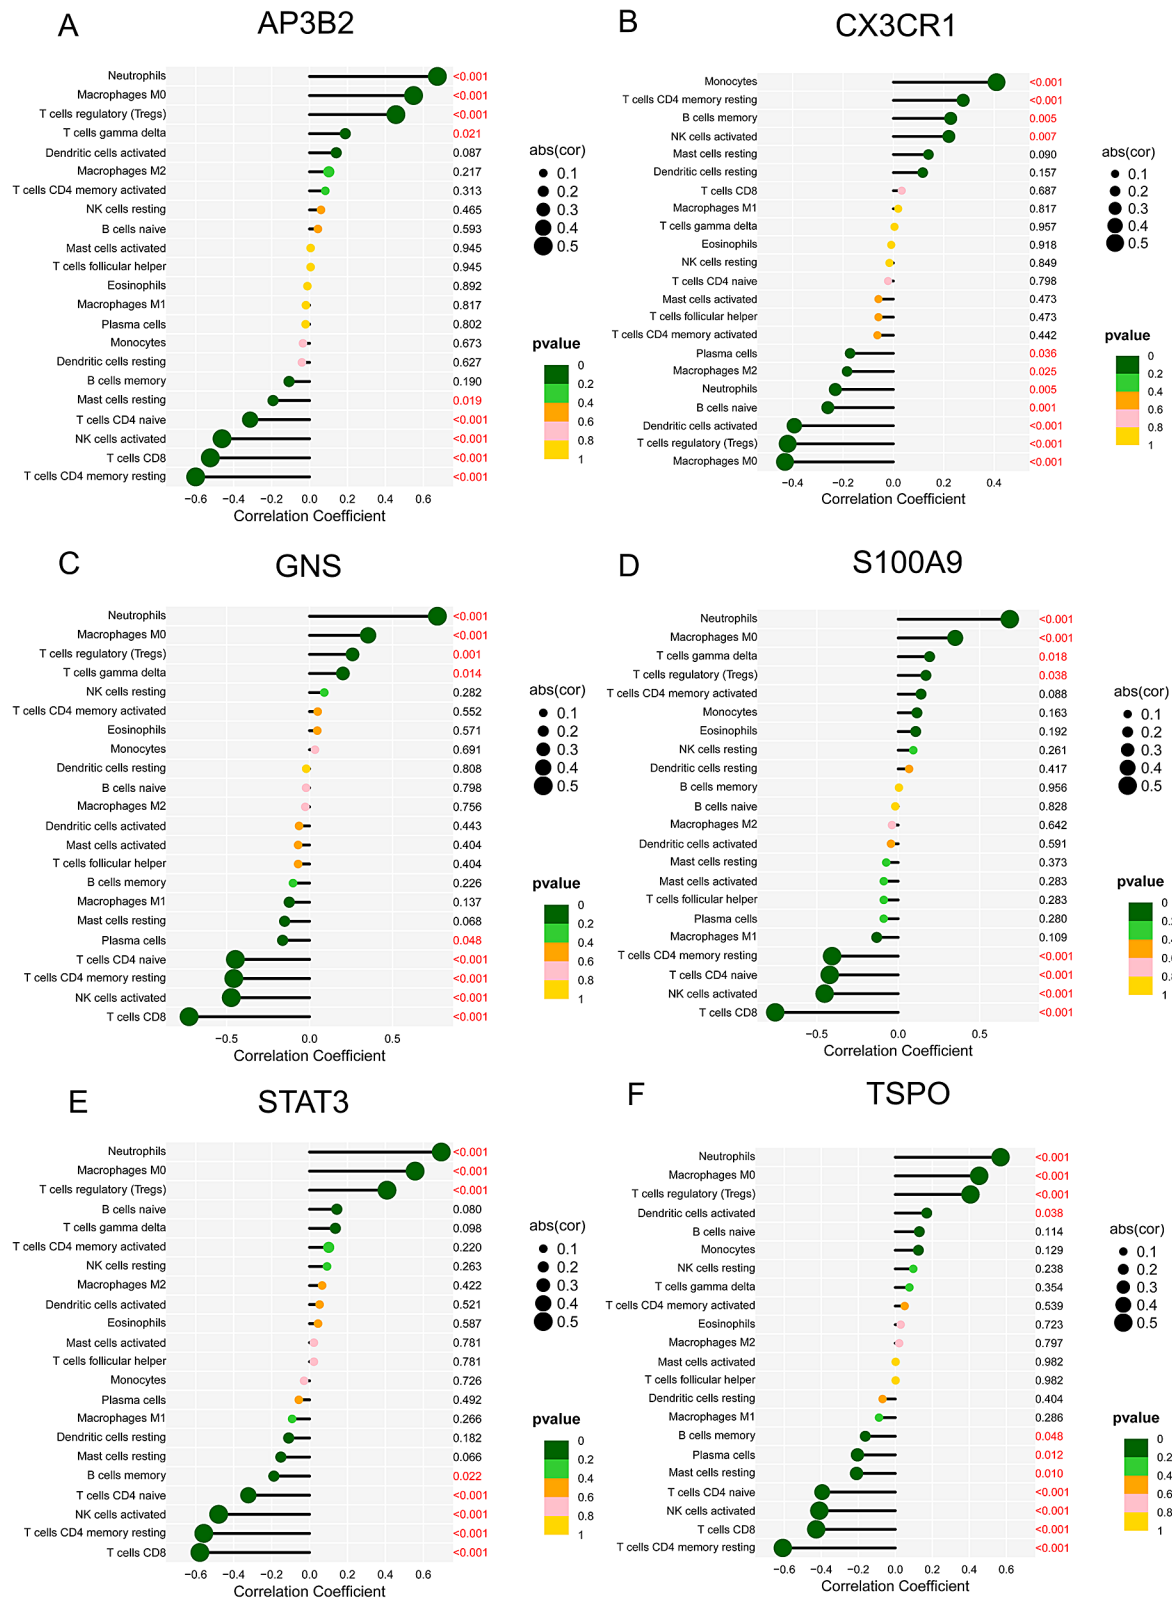 A
AP3B2
Neutrophils <0.001
Macrophages M0 <0.001
T cells regulatory (Tregs) <0.001
T cells gamma delta 0.021
Dendritic cells activated 0.087
Macrophages M2 0.217
T cells CD4 memory activated 0.313
NK cells resting 0.465
B cells naive 0.593
Mast cells activated 0.945
T cells follicular helper 0.945
Eosinophils 0.892
Macrophages M1 0.817
Plasma cells 0.802
Monocytes 0.673
Dendritic cells resting 0.627
B cells memory 0.190
Mast cells resting 0.019
T cells CD4 naive <0.001
NK cells activated <0.001
T cells CD8 <0.001
T cells CD4 memory resting <0.001
−0.6 −0.4 −0.2 0.0 0.2 0.4 0.6
Correlation Coefficient
abs(cor)
0.1
0.2
0.3
0.4
0.5
pvalue
0
0.2
0.4
0.6
0.8
1
B
CX3CR1
Monocytes <0.001
T cells CD4 memory resting <0.001
B cells memory 0.005
NK cells activated 0.007
Mast cells resting 0.090
Dendritic cells resting 0.157
T cells CD8 0.687
Macrophages M1 0.817
T cells gamma delta 0.957
Eosinophils 0.918
NK cells resting 0.849
T cells CD4 naive 0.798
Mast cells activated 0.473
T cells follicular helper 0.473
T cells CD4 memory activated 0.442
Plasma cells 0.036
Macrophages M2 0.025
Neutrophils 0.005
B cells naive 0.001
Dendritic cells activated <0.001
T cells regulatory (Tregs) <0.001
Macrophages M0 <0.001
−0.4 −0.2 0.0 0.2 0.4
Correlation Coefficient
abs(cor)
0.1
0.2
0.3
0.4
0.5
pvalue
0
0.2
0.4
0.6
0.8
1
C
GNS
Neutrophils <0.001
Macrophages M0 <0.001
T cells regulatory (Tregs) 0.001
T cells gamma delta 0.014
NK cells resting 0.282
T cells CD4 memory activated 0.552
Eosinophils 0.571
Monocytes 0.691
Dendritic cells resting 0.808
B cells naive 0.798
Macrophages M2 0.756
Dendritic cells activated 0.443
Mast cells activated 0.404
T cells follicular helper 0.404
B cells memory 0.226
Macrophages M1 0.137
Mast cells resting 0.068
Plasma cells 0.048
T cells CD4 naive <0.001
T cells CD4 memory resting <0.001
NK cells activated <0.001
T cells CD8 <0.001
−0.5 0.0 0.5
Correlation Coefficient
abs(cor)
0.1
0.2
0.3
0.4
0.5
pvalue
0
0.2
0.4
0.6
0.8
1
D
S100A9
Neutrophils <0.001
Macrophages M0 <0.001
T cells gamma delta 0.018
T cells regulatory (Tregs) 0.038
T cells CD4 memory activated 0.088
Monocytes 0.163
Eosinophils 0.192
NK cells resting 0.261
Dendritic cells resting 0.417
B cells memory 0.956
B cells naive 0.828
Macrophages M2 0.642
Dendritic cells activated 0.591
Mast cells resting 0.373
Mast cells activated 0.283
T cells follicular helper 0.283
Plasma cells 0.280
Macrophages M1 0.109
T cells CD4 memory resting <0.001
T cells CD4 naive <0.001
NK cells activated <0.001
T cells CD8 <0.001
−0.5 0.0 0.5
Correlation Coefficient
abs(cor)
0.1
0.2
0.3
0.4
0.5
pvalue
0
1
E
STAT3
Neutrophils <0.001
Macrophages M0 <0.001
T cells regulatory (Tregs) <0.001
B cells naive 0.080
T cells gamma delta 0.098
T cells CD4 memory activated 0.220
NK cells resting 0.263
Macrophages M2 0.422
Dendritic cells activated 0.521
Eosinophils 0.587
Mast cells activated 0.781
T cells follicular helper 0.781
Monocytes 0.726
Plasma cells 0.492
Macrophages M1 0.266
Dendritic cells resting 0.182
Mast cells resting 0.066
B cells memory 0.022
T cells CD4 naive <0.001
NK cells activated <0.001
T cells CD4 memory resting <0.001
T cells CD8 <0.001
−0.6 −0.4 −0.2 0.0 0.2 0.4 0.6
Correlation Coefficient
abs(cor)
0.1
0.2
0.3
0.4
0.5
pvalue
0
0.2
0.4
0.6
0.8
1
F
TSPO
Neutrophils <0.001
Macrophages M0 <0.001
T cells regulatory (Tregs) <0.001
Dendritic cells activated 0.038
B cells naive 0.114
Monocytes 0.129
NK cells resting 0.238
T cells gamma delta 0.354
T cells CD4 memory activated 0.539
Eosinophils 0.723
Macrophages M2 0.797
Mast cells activated 0.982
T cells follicular helper 0.982
Dendritic cells resting 0.404
Macrophages M1 0.286
B cells memory 0.048
Plasma cells 0.012
Mast cells resting 0.010
T cells CD4 naive <0.001
NK cells activated <0.001
T cells CD8 <0.001
T cells CD4 memory resting <0.001
−0.6 −0.4 −0.2 0.0 0.2 0.4 0.6
Correlation Coefficient
abs(cor)
0.1
0.2
0.3
0.4
0.5
pvalue
0
0.2
0.4
0.6
0.8
1